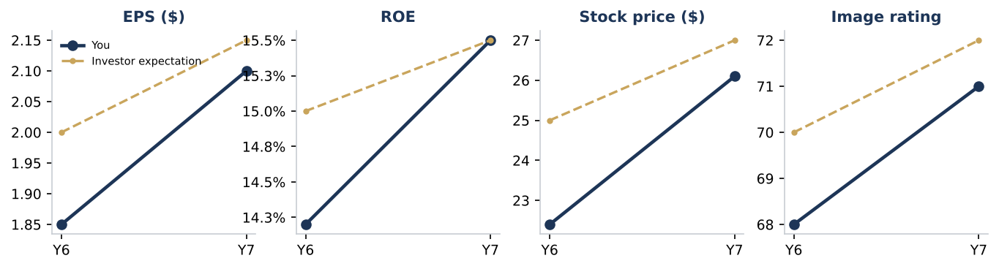 EPS ($)
2.15
2.10
2.05
2.00
1.95
1.90
1.85
Y6
Y7
You
Investor expectation
ROE
15.5%
15.3%
15.0%
14.8%
14.5%
14.3%
Y6
Y7
Stock price ($)
27
26
25
24
23
Y6
Y7
Image rating
72
71
70
69
68
Y6
Y7